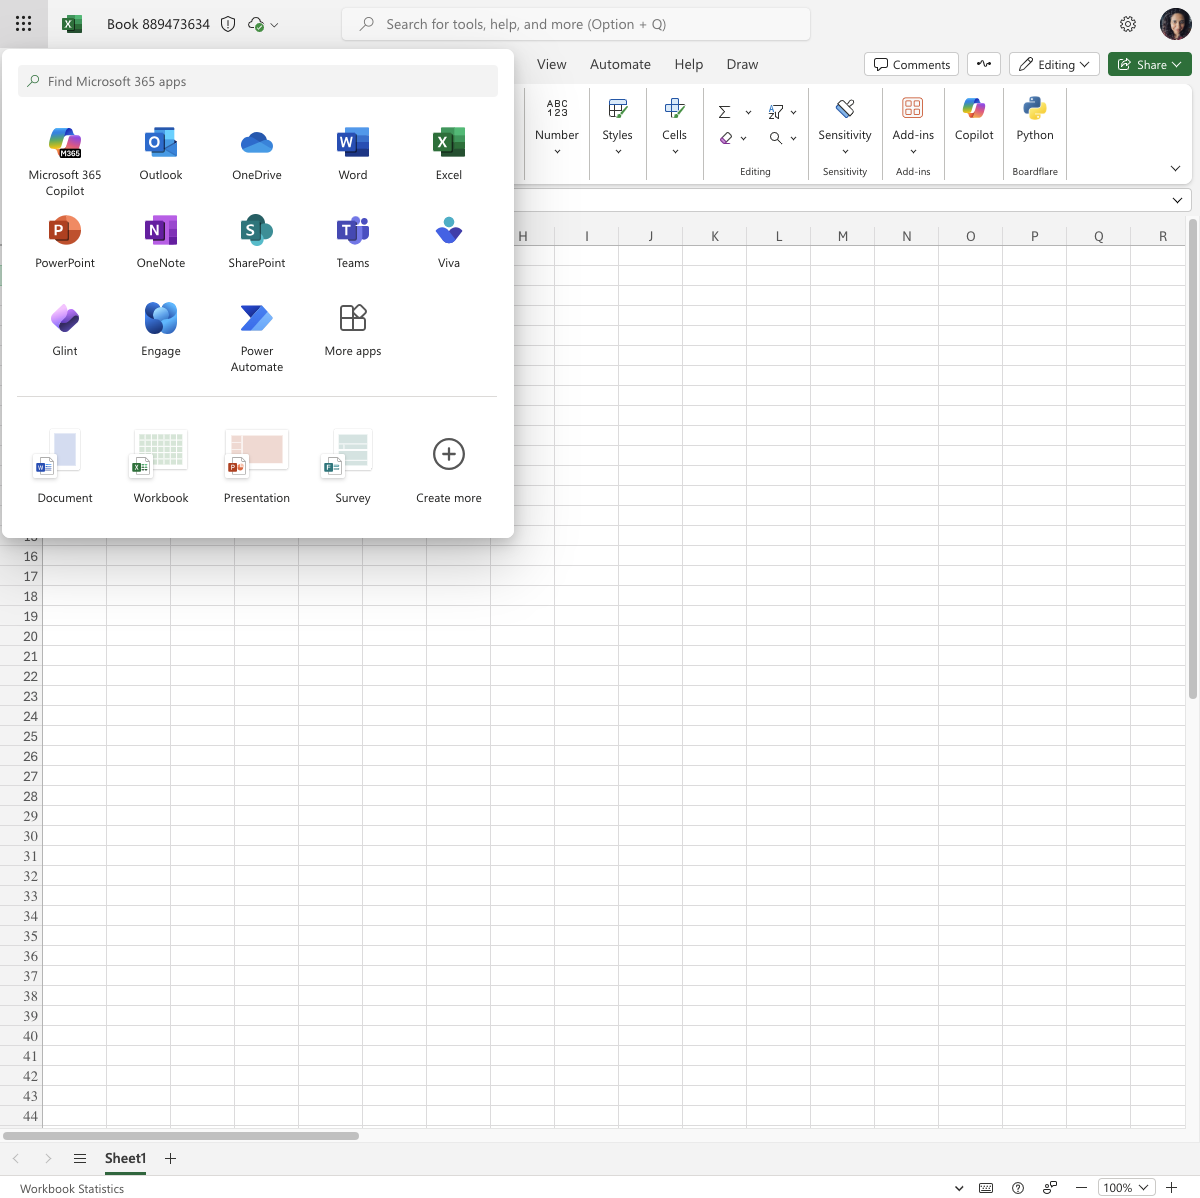 Book 889473634
Search for tools, help, and more (Option + Q)
Find Microsoft 365 apps
View
Automate
Help
Draw
Comments
Editing
Share
M365
Microsoft 365
Copilot
Outlook
OneDrive
Word
Excel
PowerPoint
OneNote
SharePoint
Teams
Viva
Glint
Engage
Power
Automate
More apps
Document
Workbook
Presentation
Survey
Create more
ABC
123
Number
Styles
Cells
Editing
Sensitivity
Sensitivity
Add-ins
Add-ins
Copilot
Python
Boardflare
H I J K L M N O P Q R
16
17
18
19
20
21
22
23
24
25
26
27
28
29
30
31
32
33
34
35
36
37
38
39
40
41
42
43
44
Sheet1
Workbook Statistics
100%